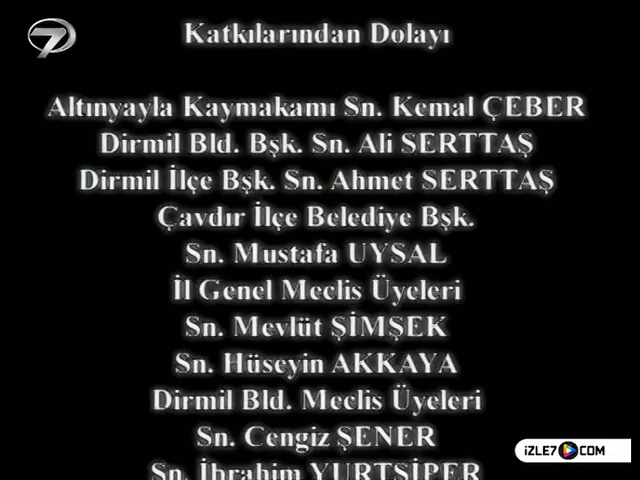 7
Katkılarından Dolayı
Altınyayla Kaymakamı Sn. Kemal ÇEBER
Dirmil Bld. Bşk. Sn. Ali SERTTAŞ
Dirmil İlçe Bşk. Sn. Ahmet SERTTAŞ
Çavdır İlçe Belediye Bşk.
Sn. Mustafa UYSAL
İl Genel Meclis Üyeleri
Sn. Mevlüt ŞİMŞEK
Sn. Hüseyin AKKAYA
Dirmil Bld. Meclis Üyeleri
Sn. Cengiz ŞENER
Sn. İbrahim YURTSİPER
iZLE7.COM